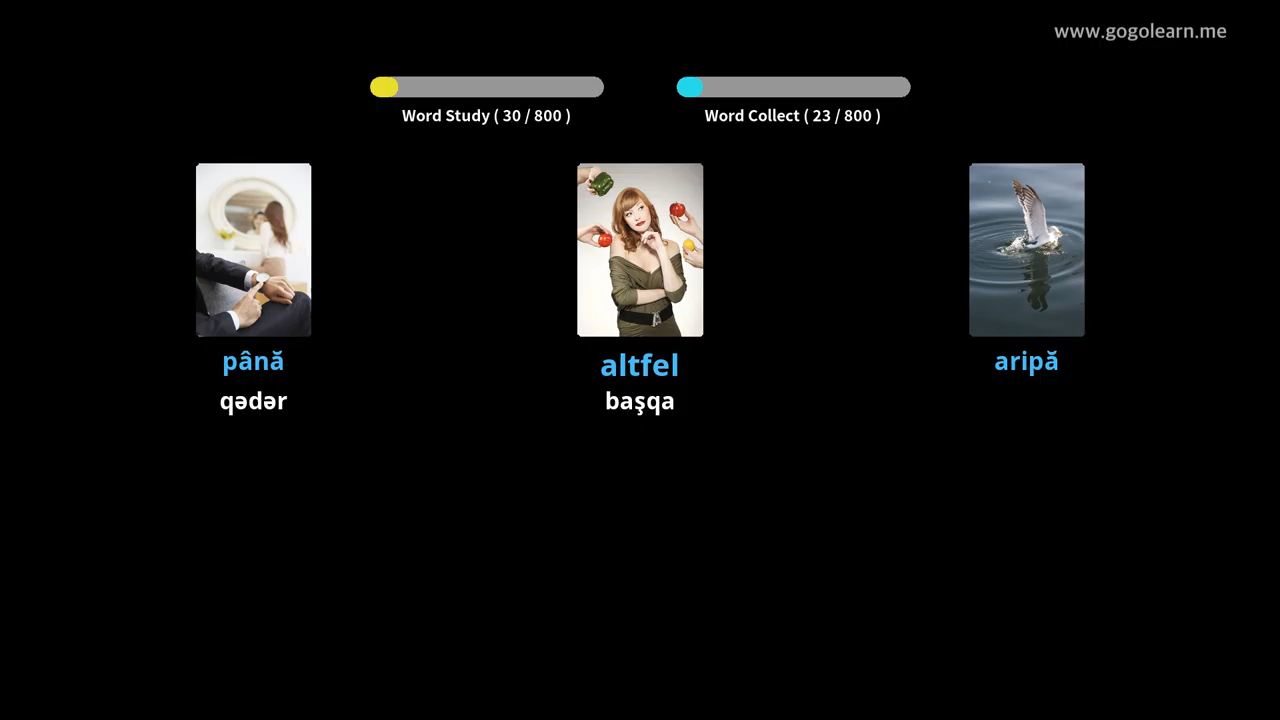 www.gogolearn.me
Word Study ( 30 / 800 )
Word Collect ( 23 / 800 )
până
qədər
altfel
başqa
aripă